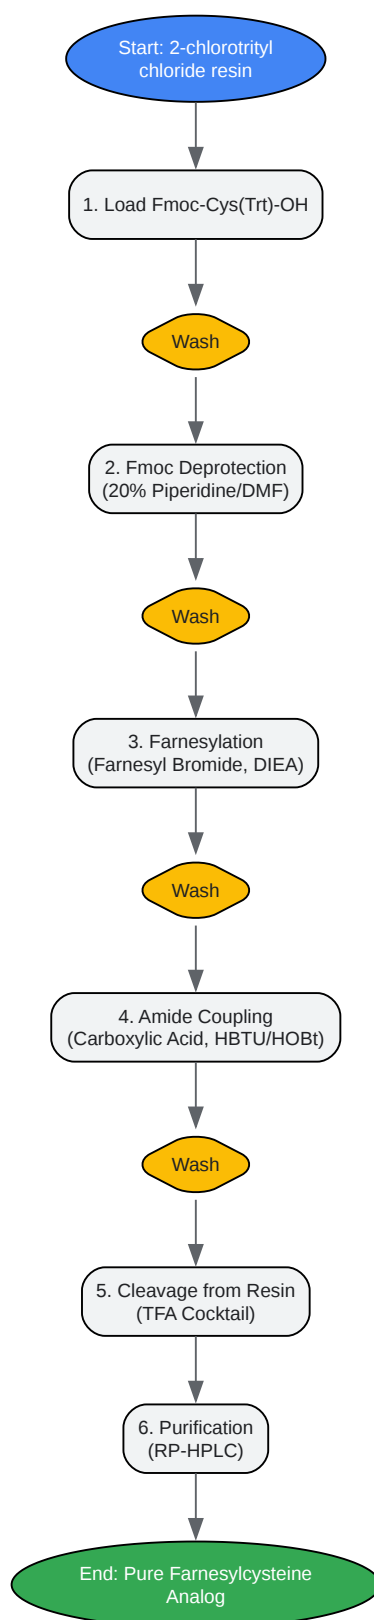 Start: 2-chlorotrityl
chloride resin
1. Load Fmoc-Cys(Trt)-OH
Wash
2. Fmoc Deprotection
(20% Piperidine/DMF)
Wash
3. Farnesylation
(Farnesyl Bromide, DIEA)
Wash
4. Amide Coupling
(Carboxylic Acid, HBTU/HOBt)
Wash
5. Cleavage from Resin
(TFA Cocktail)
6. Purification
(RP-HPLC)
End: Pure Farnesylcysteine
Analog